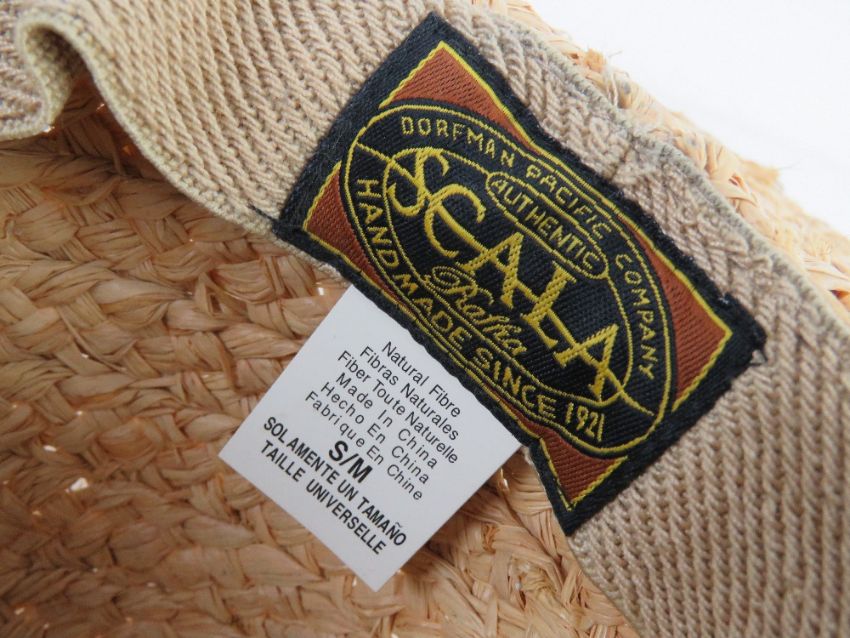 DORFMAN PACIFIC COMPANY
AUTHENTIC
SCALA
Raffia
HANDMADE SINCE 1921
Natural Fibre
Fibras Naturales
Fiber Toute Naturelle
Made In China
Hecho En China
Fabrique En Chine
S/M
SOLAMENTE UN TAMAÑO
TAILLE UNIVERSELLE